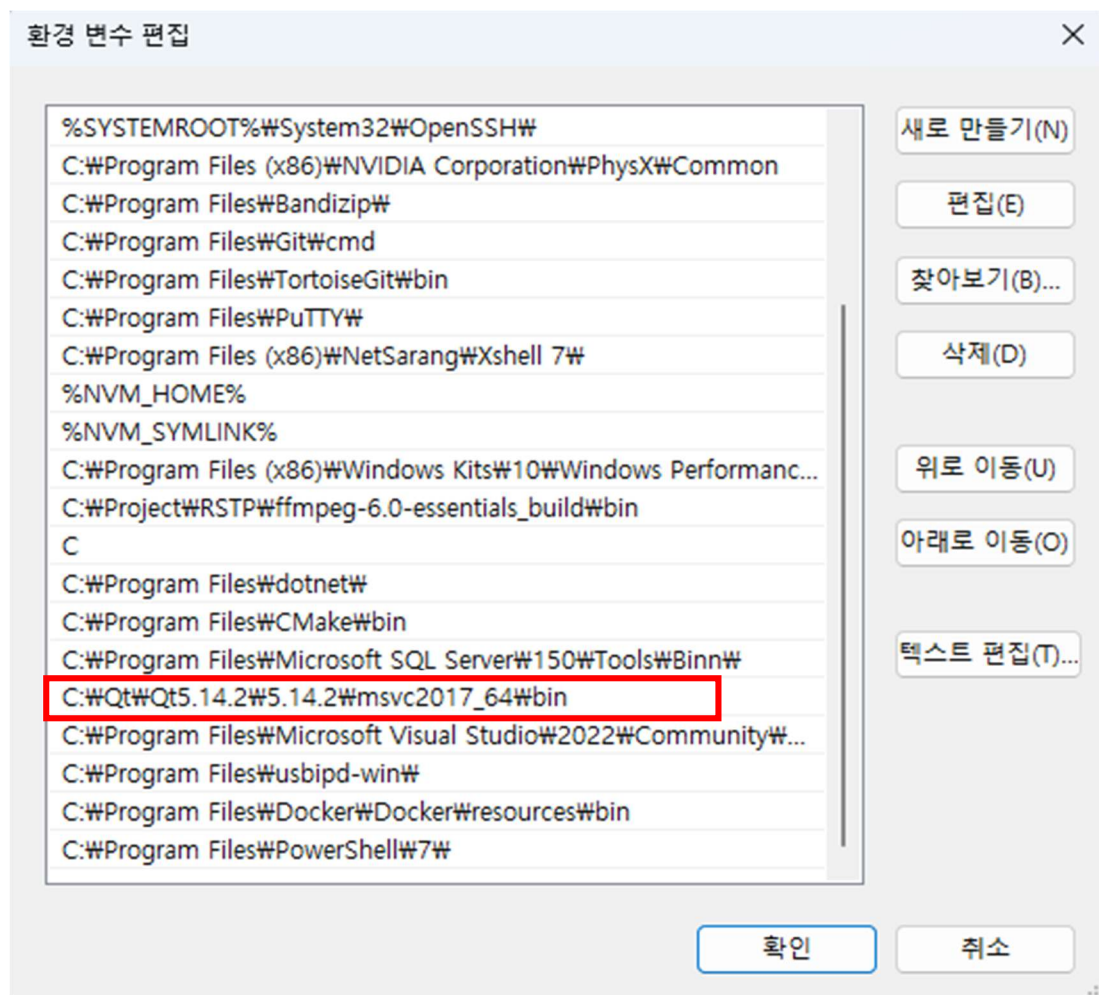 환경 변수 편집
%SYSTEMROOT%₩System32₩OpenSSH₩
새로 만들기(N)
C:₩Program Files (x86)₩NVIDIA Corporation₩PhysX₩Common
C:₩Program Files₩Bandizip₩
편집(E)
C:₩Program Files₩Git₩cmd
C:₩Program Files₩TortoiseGit₩bin
찾아보기(B)...
C:₩Program Files₩PuTTY₩
C:₩Program Files (x86)₩NetSarang₩Xshell 7₩
삭제(D)
%NVM_HOME%
%NVM_SYMLINK%
C:₩Program Files (x86)₩Windows Kits₩10₩Windows Performanc...
위로 이동(U)
C:₩Project₩RSTP₩ffmpeg-6.0-essentials_build₩bin
C
아래로 이동(O)
C:₩Program Files₩dotnet₩
C:₩Program Files₩CMake₩bin
C:₩Program Files₩Microsoft SQL Server₩150₩Tools₩Binn₩
텍스트 편집(T)...
C:₩Qt₩Qt5.14.2₩5.14.2₩msvc2017_64₩bin
C:₩Program Files₩Microsoft Visual Studio₩2022₩Community₩...
C:₩Program Files₩usbipd-win₩
C:₩Program Files₩Docker₩Docker₩resources₩bin
C:₩Program Files₩PowerShell₩7₩
확인
취소